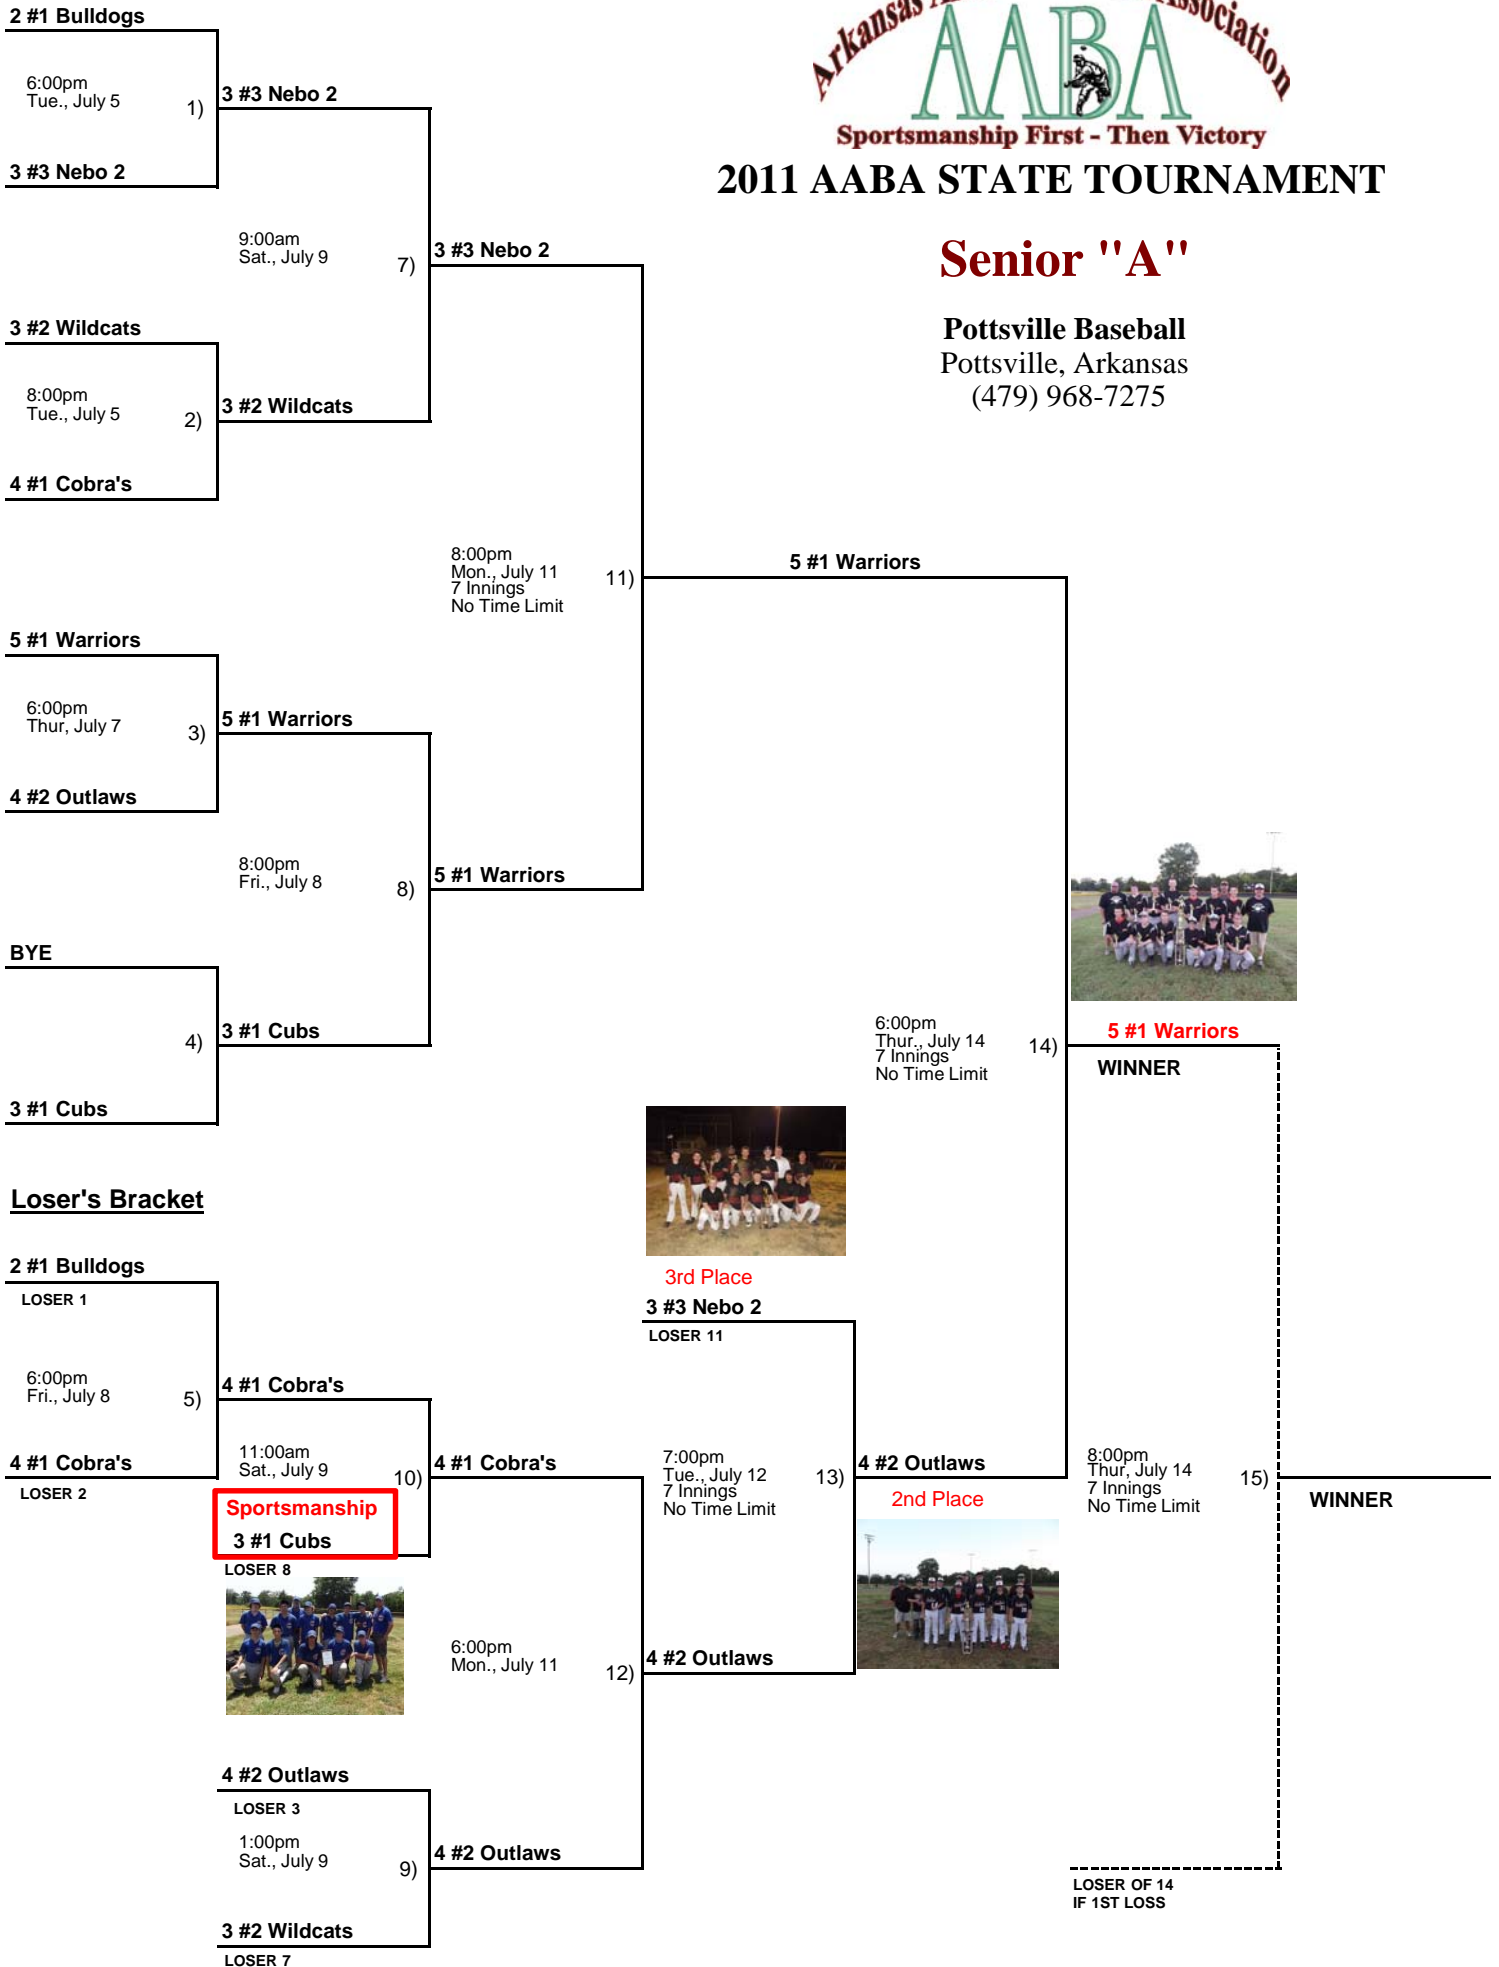 Arkansas
Association
AABA
Sportsmanship First - Then Victory
2011 AABA STATE TOURNAMENT
Senior "A"
Pottsville Baseball
Pottsville, Arkansas
(479) 968-7275
2 #1 Bulldogs
6:00pm
Tue., July 5
1)
3 #3 Nebo 2
3 #3 Nebo 2
9:00am
Sat., July 9
7)
3 #3 Nebo 2
3 #2 Wildcats
8:00pm
Tue., July 5
2)
3 #2 Wildcats
4 #1 Cobra's
8:00pm
Mon., July 11
7 Innings
No Time Limit
11)
5 #1 Warriors
5 #1 Warriors
6:00pm
Thur, July 7
3)
5 #1 Warriors
4 #2 Outlaws
8:00pm
Fri., July 8
8)
5 #1 Warriors
BYE
4)
3 #1 Cubs
3 #1 Cubs
6:00pm
Thur., July 14
7 Innings
No Time Limit
14)
5 #1 Warriors
WINNER
Loser's Bracket
2 #1 Bulldogs
LOSER 1
6:00pm
Fri., July 8
5)
4 #1 Cobra's
4 #1 Cobra's
LOSER 2
11:00am
Sat., July 9
10)
4 #1 Cobra's
Sportsmanship
3 #1 Cubs
LOSER 8
3rd Place
3 #3 Nebo 2
LOSER 11
7:00pm
Tue., July 12
7 Innings
No Time Limit
13)
4 #2 Outlaws
2nd Place
8:00pm
Thur, July 14
7 Innings
No Time Limit
15)
WINNER
6:00pm
Mon., July 11
12)
4 #2 Outlaws
4 #2 Outlaws
LOSER 3
1:00pm
Sat., July 9
9)
4 #2 Outlaws
3 #2 Wildcats
LOSER 7
LOSER OF 14
IF 1ST LOSS